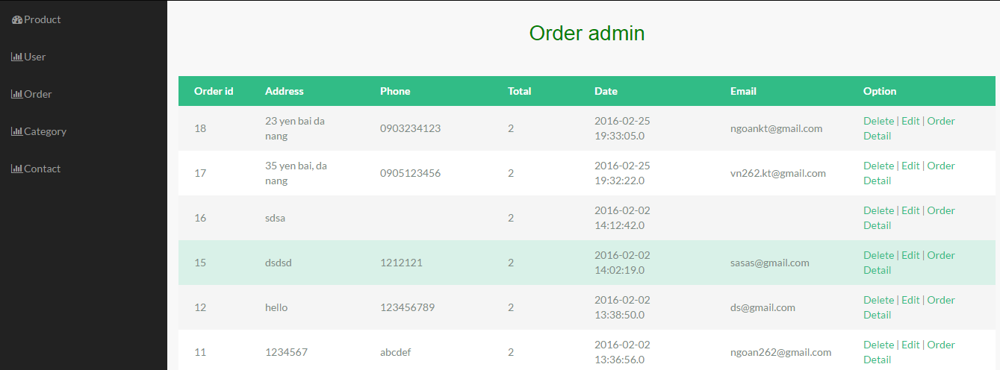 Product
User
Order
Category
Contact
Order admin
Order id Address Phone Total Date Email Option
18 23 yen bai da nang 0903234123 2 2016-02-25 19:33:05.0 ngoankt@gmail.com Delete | Edit | Order Detail
17 35 yen bai, da nang 0905123456 2 2016-02-25 19:32:22.0 vn262.kt@gmail.com Delete | Edit | Order Detail
16 sdsa 2 2016-02-02 14:12:42.0 Delete | Edit | Order Detail
15 dsdsd 1212121 2 2016-02-02 14:02:19.0 sasas@gmail.com Delete | Edit | Order Detail
12 hello 123456789 2 2016-02-02 13:38:50.0 ds@gmail.com Delete | Edit | Order Detail
11 1234567 abcdef 2 2016-02-02 13:36:56.0 ngoan262@gmail.com Delete | Edit | Order Detail